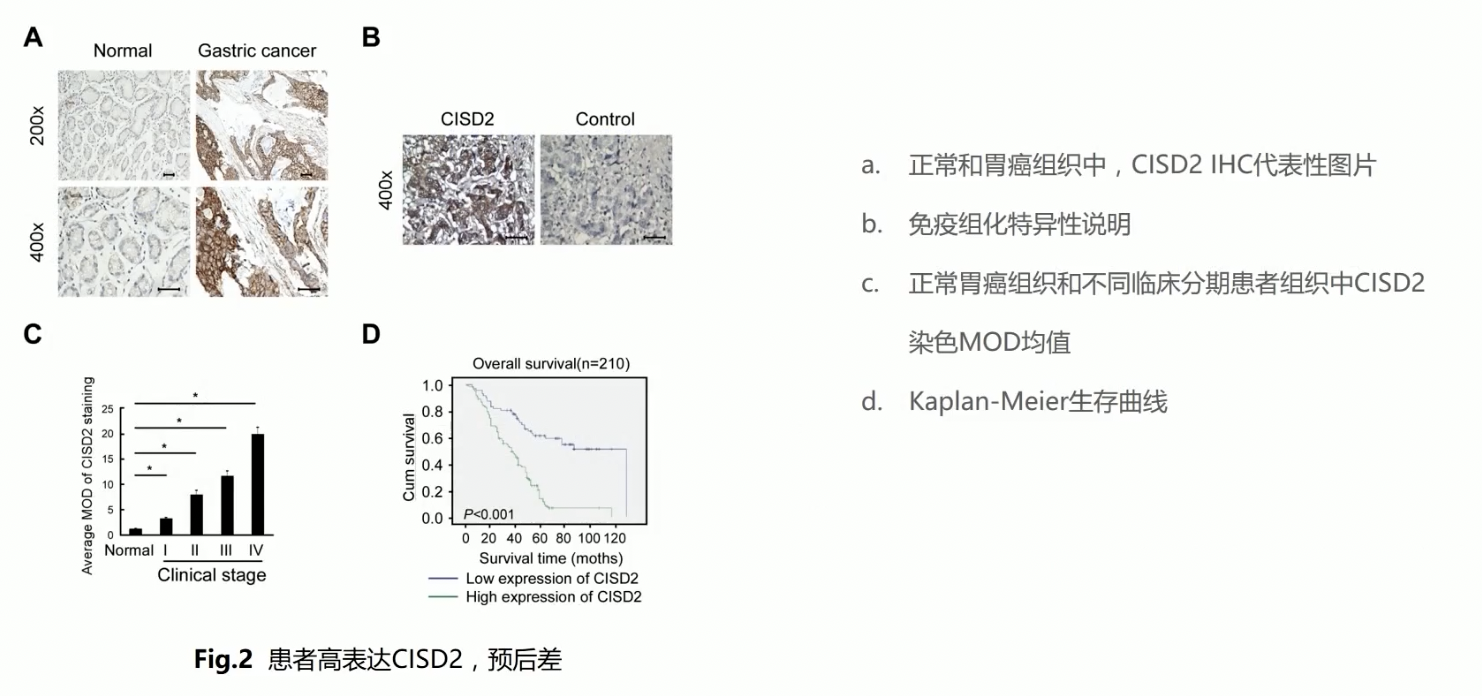 A
B
Normal
Gastric cancer
200x
400x
CISD2
Control
400x
a. 正常和胃癌组织中，CISD2 IHC代表性图片
b. 免疫组化特异性说明
c. 正常胃癌组织和不同临床分期患者组织中CISD2
染色MOD均值
d. Kaplan-Meier生存曲线
C
D
Average MOD of CISD2 staining
25
20
15
10
5
0
*
*
*
*
Normal I II III IV
Clinical stage
Overall survival(n=210)
Cum survival
1.0
0.8
0.6
0.4
0.2
0.0
P<0.001
0 20 40 60 80 100 120
Survival time (moths)
Low expression of CISD2
High expression of CISD2
Fig.2 患者高表达CISD2，预后差